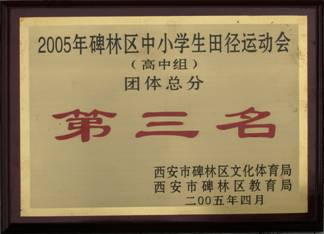 2005年碑林区中小学生田径运动会
（高中组）
团体总分
第三名
西安市碑林区文化体育局
西安市碑林区教育局
二00五年四月